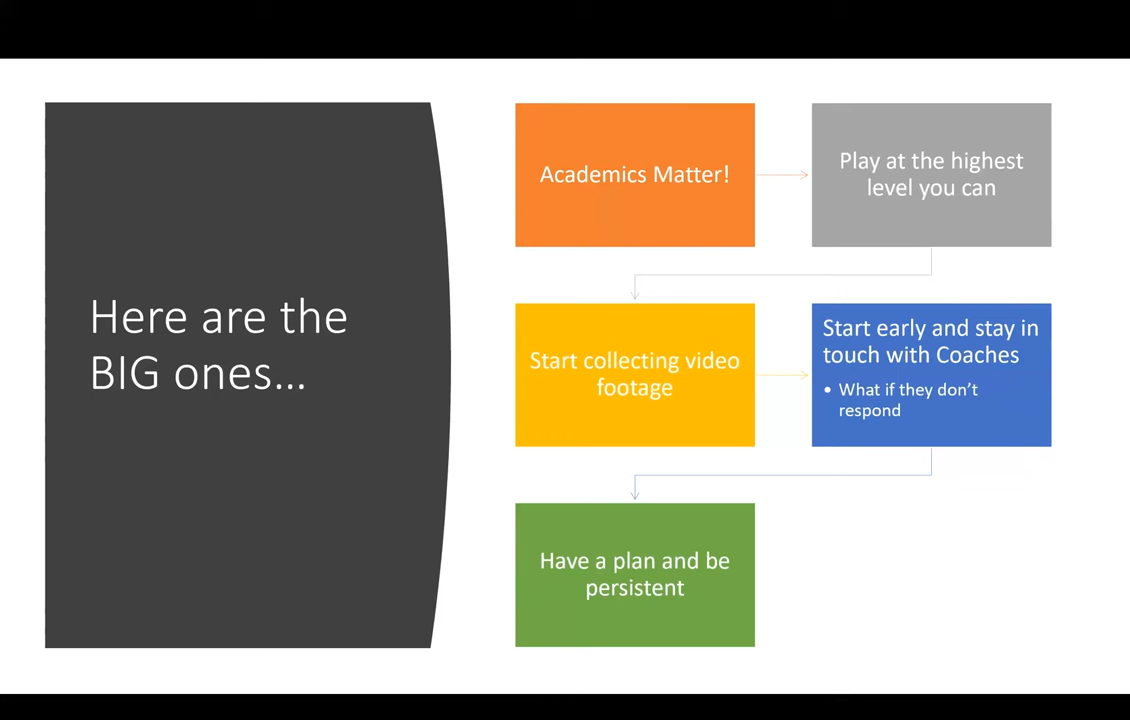 Here are the
BIG ones...
Academics Matter!
Play at the highest
level you can
Start collecting video
footage
Start early and stay in
touch with Coaches
• What if they don’t
respond
Have a plan and be
persistent